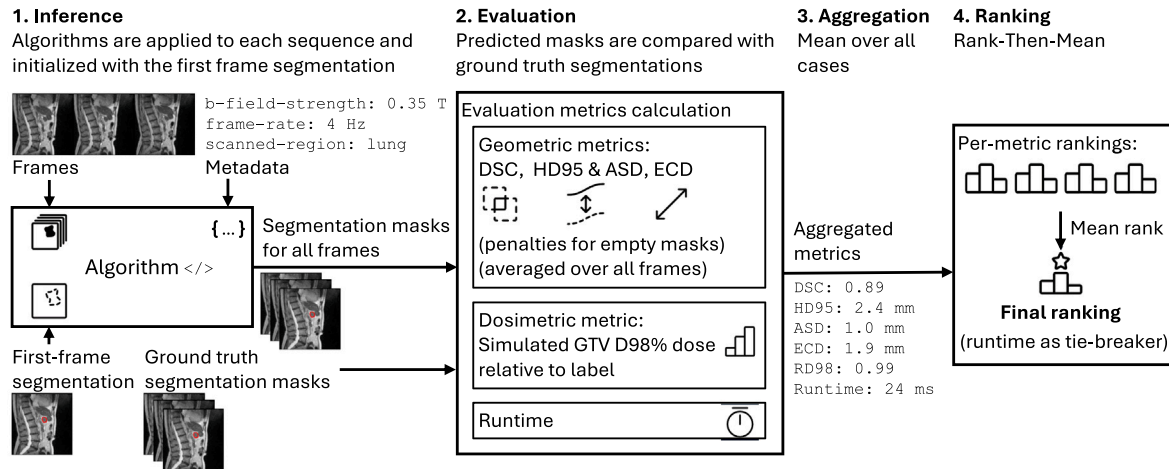 1. Inference
Algorithms are applied to each sequence and
initialized with the first frame segmentation
b-field-strength: 0.35 T
frame-rate: 4 Hz
scanned-region: lung
Frames
Metadata
{...}
Algorithm </>
First-frame
segmentation
Ground truth
segmentation masks
Segmentation masks
for all frames
2. Evaluation
Predicted masks are compared with
ground truth segmentations
Evaluation metrics calculation
Geometric metrics:
DSC, HD95 & ASD, ECD
(penalties for empty masks)
(averaged over all frames)
Dosimetric metric:
Simulated GTV D98% dose
relative to label
Runtime
3. Aggregation
Mean over all
cases
Aggregated
metrics
DSC: 0.89
HD95: 2.4 mm
ASD: 1.0 mm
ECD: 1.9 mm
RD98: 0.99
Runtime: 24 ms
4. Ranking
Rank-Then-Mean
Per-metric rankings:
Mean rank
Final ranking
(runtime as tie-breaker)